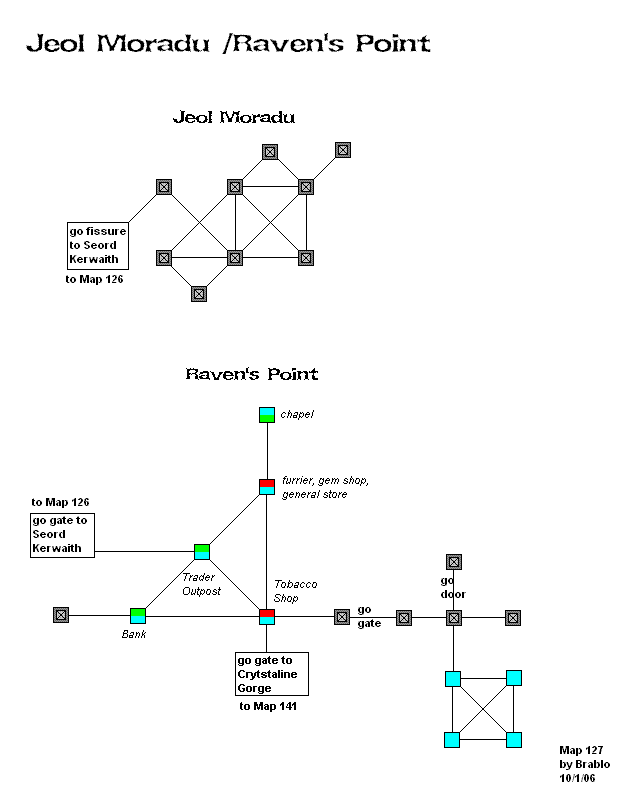 Jeol Moradu /Raven's Point
Jeol Moradu
go fissure
to Seord
Kerwaith
to Map 126
Raven's Point
chapel
furrier, gem shop,
general store
to Map 126
go gate to
Seord
Kerwaith
Trader
Outpost
Tobacco
Shop
Bank
go
gate
go
door
go gate to
Crytstaline
Gorge
to Map 141
Map 127
by Brablo
10/1/06